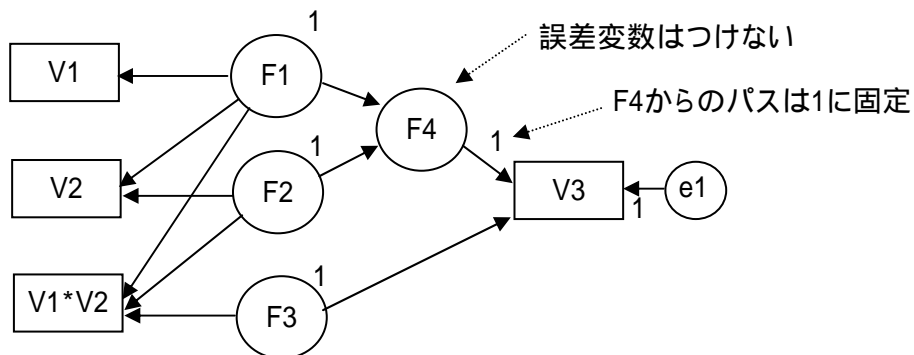 1
誤差変数はつけない
V1
F1
F4からのパスは1に固定
F4
1
1
V2
F2
V3
e1
1
1
V1*V2
F3